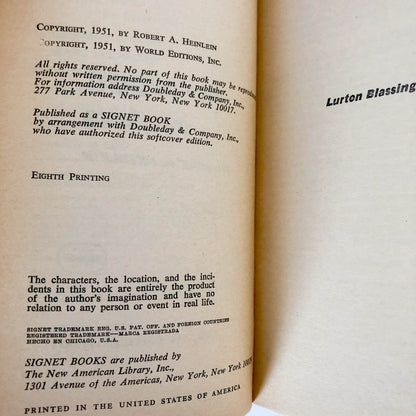 COPYRIGHT, 1951, BY ROBERT A. HEINLEIN
COPYRIGHT, 1951, BY WORLD EDITIONS, INC.
All rights reserved. No part of this book may be reproduced
without written permission from the publisher.
For information address Doubleday & Company, Inc.,
277 Park Avenue, New York, New York 10017.
Published as a SIGNET BOOK
by arrangement with Doubleday & Company, Inc.,
who have authorized this softcover edition.
EIGHTH PRINTING
The characters, the location, and the inci-
dents in this book are entirely the product
of the author's imagination and have no
relation to any person or event in real life.
SIGNET TRADEMARK REG. U.S. PAT. OFF. AND FOREIGN COUNTRIES
REGISTERED TRADEMARK—MARCA REGISTRADA
HECHO EN CHICAGO, U.S.A.
SIGNET BOOKS are published by
The New American Library, Inc.,
1301 Avenue of the Americas, New York, New York
PRINTED IN THE UNITED STATES OF AMERICA
Lurton Blassing